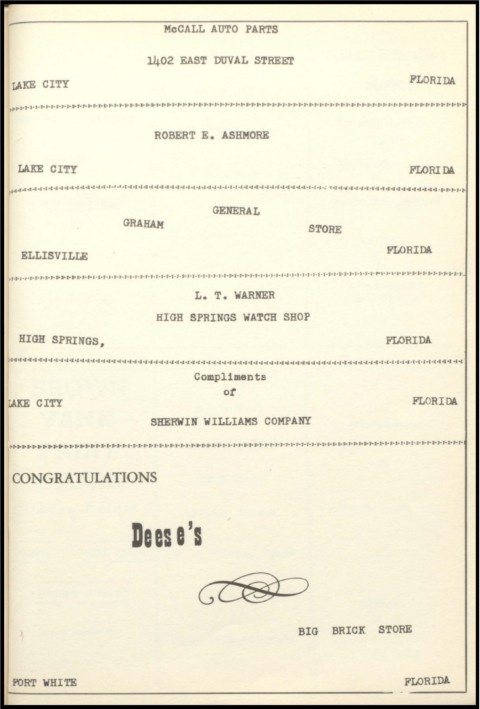 McCALL AUTO PARTS
1402 EAST DUVAL STREET
LAKE CITY FLORIDA
ROBERT E. ASHMORE
LAKE CITY FLORIDA
GENERAL
GRAHAM STORE
ELLISVILLE FLORIDA
L. T. WARNER
HIGH SPRINGS WATCH SHOP
HIGH SPRINGS, FLORIDA
Compliments
of
LAKE CITY FLORIDA
SHERWIN WILLIAMS COMPANY
CONGRATULATIONS
Deese's
BIG BRICK STORE
FORT WHITE FLORIDA